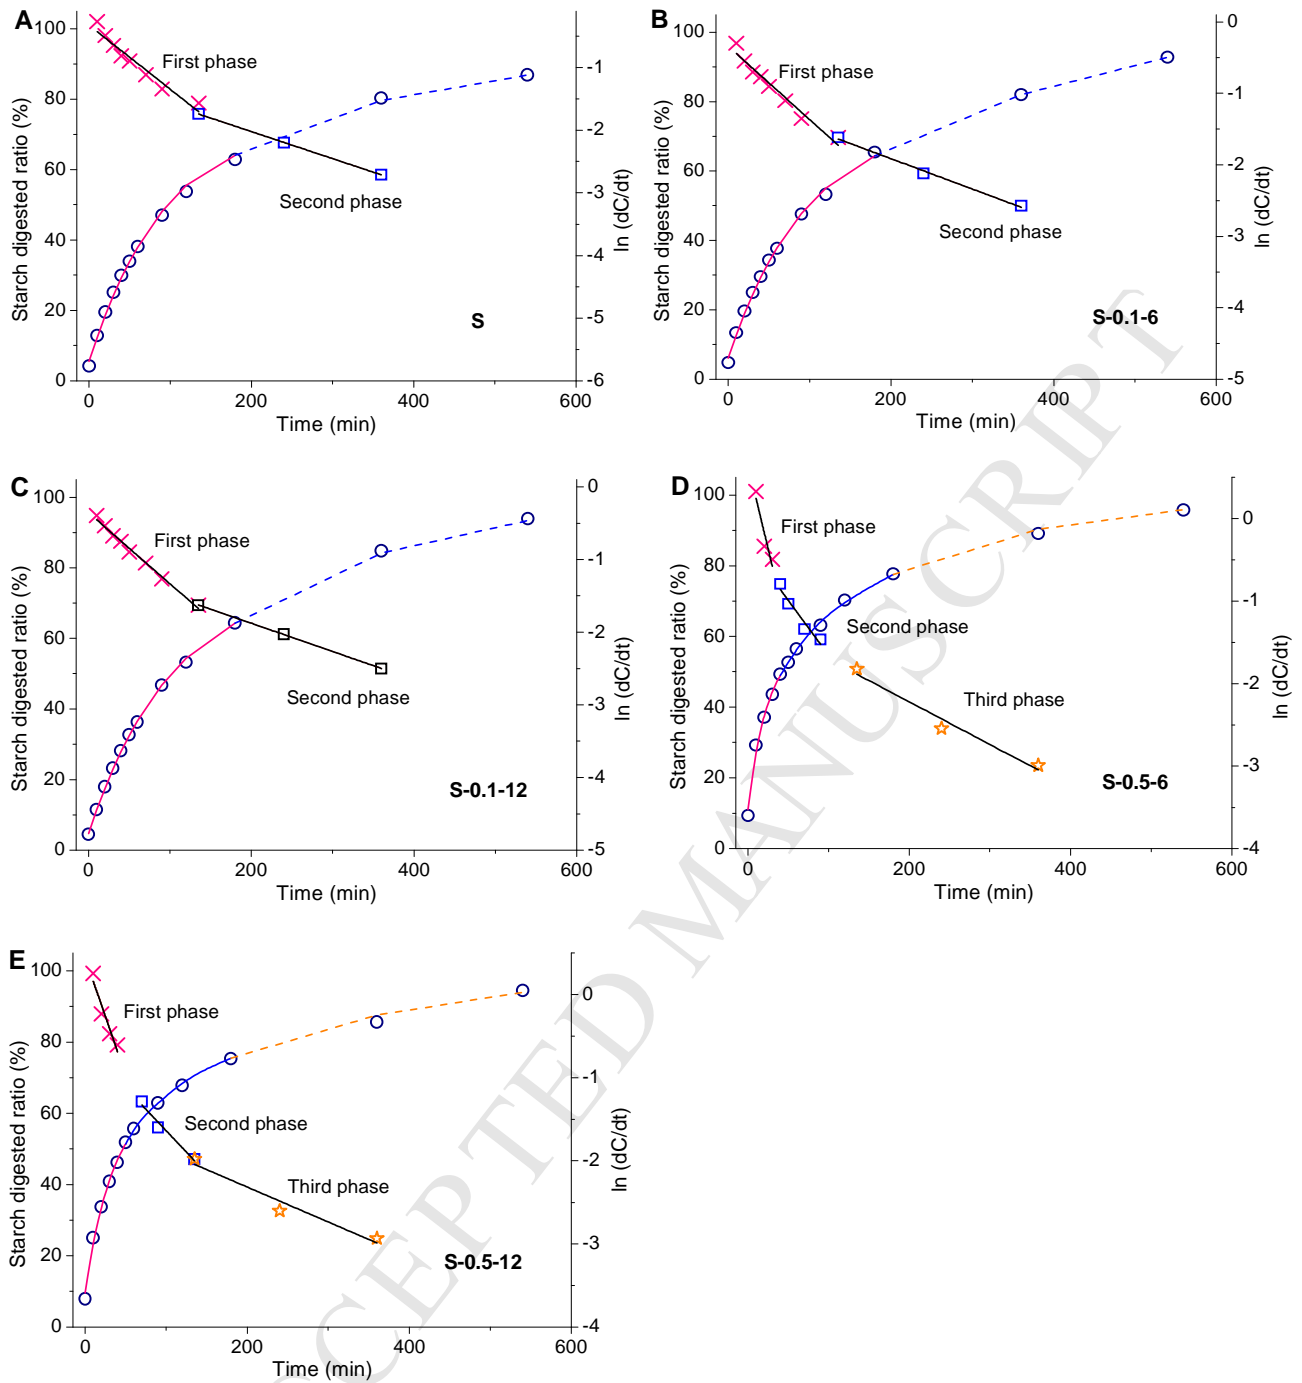 A
100
80
60
40
20
0
Starch digested ratio (%)
First phase
Second phase
S
-1
-2
-3
-4
-5
-6
ln (dC/dt)
0
200
400
600
Time (min)
B
100
80
60
40
20
0
Starch digested ratio (%)
First phase
Second phase
S-0.1-6
0
-1
-2
-3
-4
-5
ln (dC/dt)
0
200
400
600
Time (min)
C
100
80
60
40
20
0
Starch digested ratio (%)
First phase
Second phase
S-0.1-12
0
-1
-2
-3
-4
-5
ln (dC/dt)
0
200
400
600
Time (min)
D
100
80
60
40
20
0
Starch digested ratio (%)
First phase
Second phase
Third phase
S-0.5-6
0
-1
-2
-3
-4
ln (dC/dt)
0
200
400
600
Time (min)
E
100
80
60
40
20
0
Starch digested ratio (%)
First phase
Second phase
Third phase
S-0.5-12
0
-1
-2
-3
-4
ln (dC/dt)
0
200
400
600
Time (min)
CCEPTED MANUSCRIPT